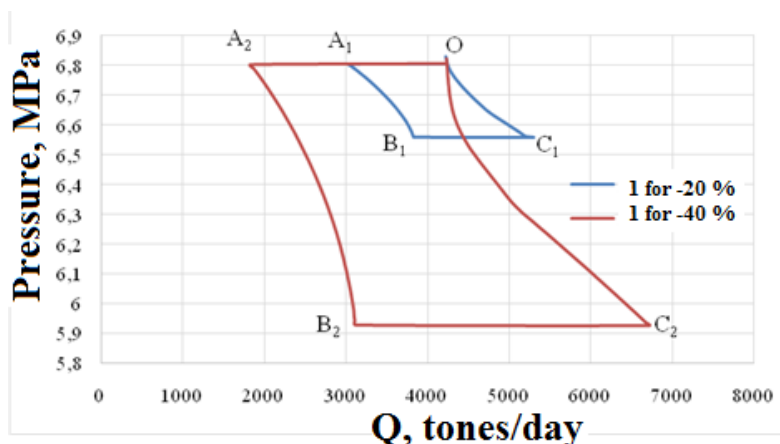 Pressure, MPa
6,9
6,8
6,7
6,6
6,5
6,4
6,3
6,2
6,1
6
5,9
5,8
A₂
A₁
O
B₁
C₁
1 for -20 %
1 for -40 %
B₂
C₂
0 1000 2000 3000 4000 5000 6000 7000 8000
Q, tones/day